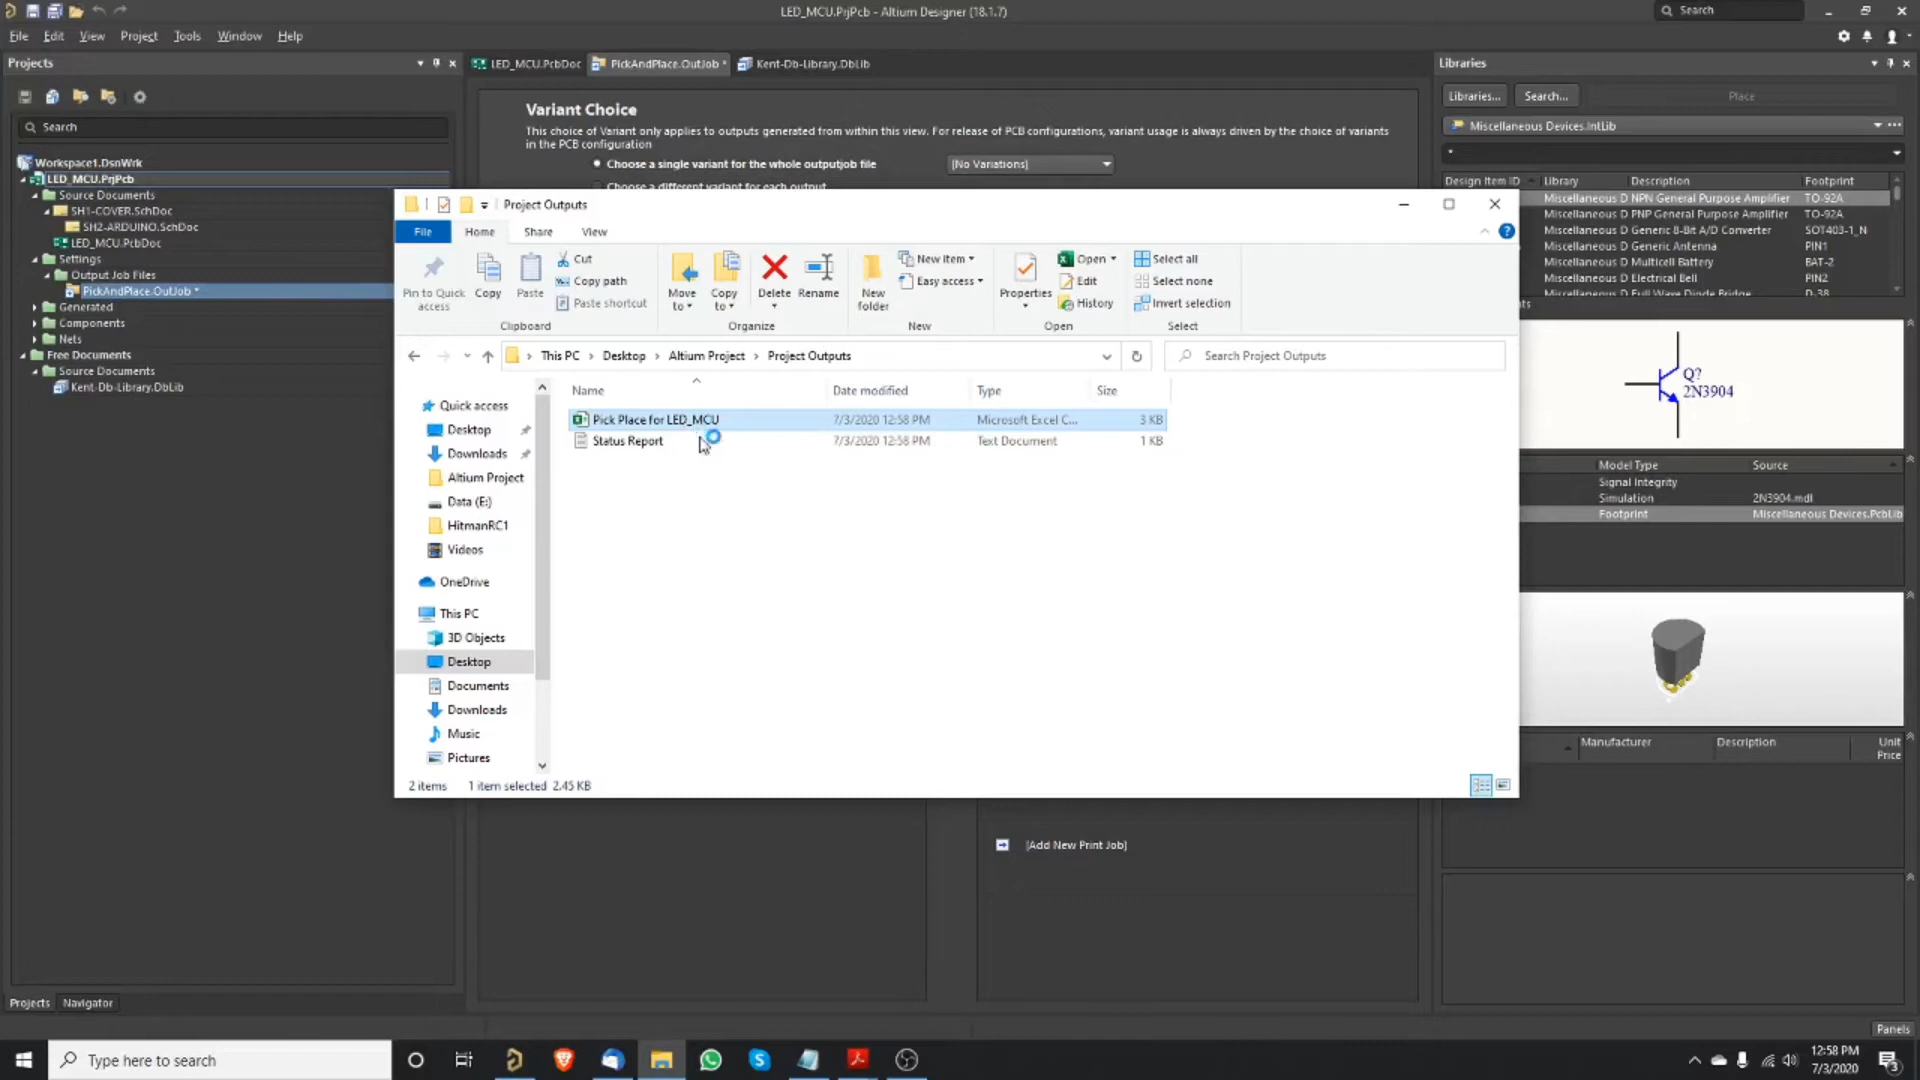 LED_MCU.PrjPcb - Altium Designer (18.1.7)
Search
File Edit View Project Tools Window Help
Projects
LED_MCU.PcbDoc
PickAndPlace.OutJob *
Kent-Db-Library.DbLib
Libraries
Search
Workspace1.DsnWrk
LED_MCU.PrjPcb
Source Documents
SH1-COVER.SchDoc
SH2-ARDUINO.SchDoc
LED_MCU.PcbDoc
Settings
Output Job Files
PickAndPlace.OutJob *
Generated
Components
Nets
Free Documents
Source Documents
Kent-Db-Library.DbLib
Projects Navigator
Variant Choice
This choice of Variant only applies to outputs generated from within this view. For release of PCB configurations, variant usage is always driven by the choice of variants
in the PCB configuration
Choose a single variant for the whole outputjob file
[No Variations]
Choose a different variant for each output
Project Outputs
File Home Share View
Pin to Quick
access
Copy
Paste
Cut
Copy path
Paste shortcut
Clipboard
Move
to
Copy
to
Delete
Rename
Organize
New
folder
New item
Easy access
New
Properties
Open
Edit
History
Open
Select all
Select none
Invert selection
Select
This PC > Desktop > Altium Project > Project Outputs
Search Project Outputs
Quick access
Desktop
Downloads
Altium Project
Data (E:)
HitmanRC1
Videos
OneDrive
This PC
3D Objects
Desktop
Documents
Downloads
Music
Pictures
Name Date modified Type Size
Pick Place for LED_MCU 7/3/2020 12:58 PM Microsoft Excel C... 3 KB
Status Report 7/3/2020 12:58 PM Text Document 1 KB
2 items 1 item selected 2.45 KB
[Add New Print Job]
Libraries... Search... Place
Miscellaneous Devices.IntLib
*
Design Item ID Library Description Footprint
Miscellaneous D NPN General Purpose Amplifier TO-92A
Miscellaneous D PNP General Purpose Amplifier TO-92A
Miscellaneous D Generic 8-Bit A/D Converter SOT403-1_N
Miscellaneous D Generic Antenna PIN1
Miscellaneous D Multicell Battery BAT-2
Miscellaneous D Electrical Bell PIN2
Miscellaneous D Full Wave Diode Bridge D-38
Q?
2N3904
Model Type Source
Signal Integrity
Simulation 2N3904.mdl
Footprint Miscellaneous Devices.PcbLib
Manufacturer Description Unit
Price
Panels
Type here to search
12:58 PM
7/3/2020
3